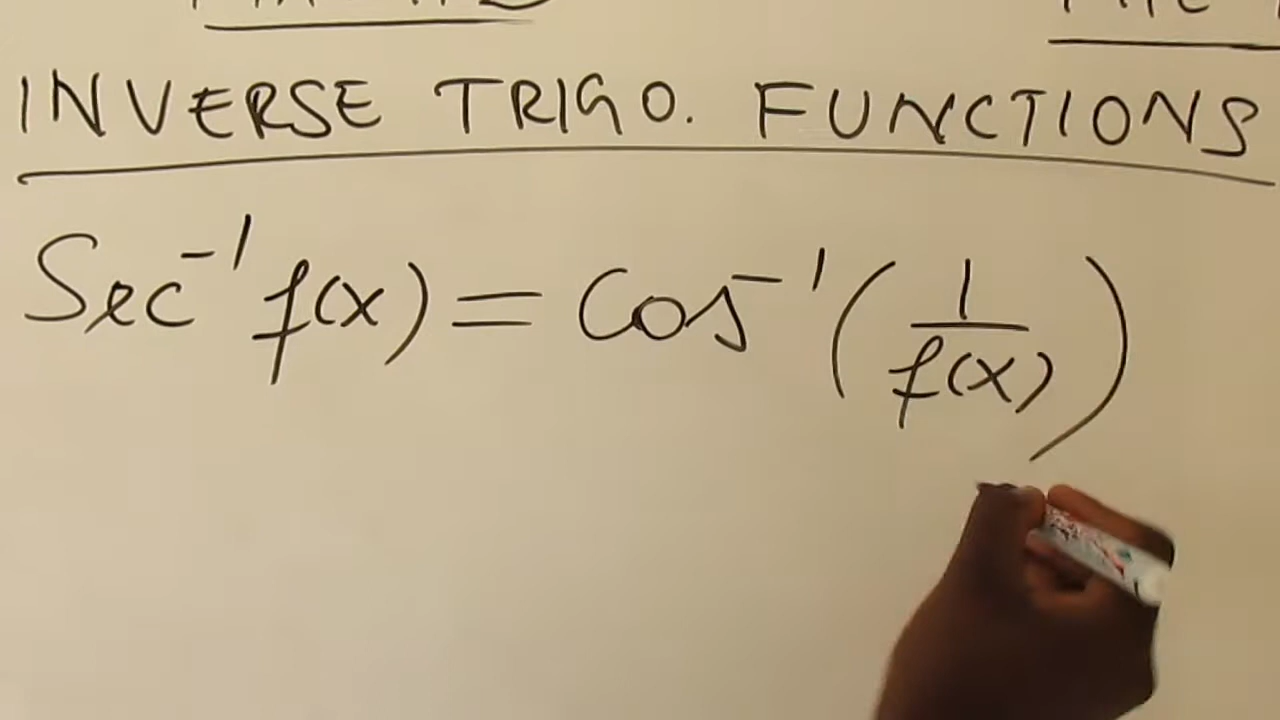 INVERSE TRIGO. FUNCTIONS
Sec⁻¹ f(x) = Cos⁻¹ (1/f(x))